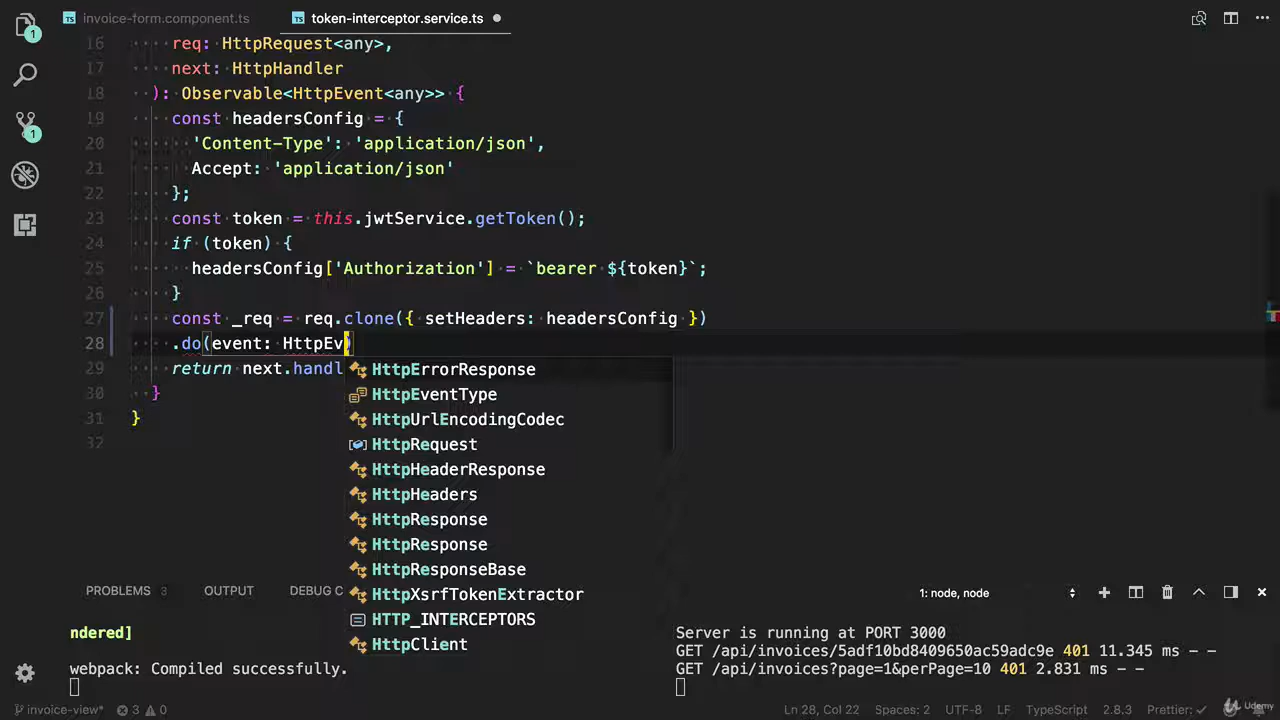 invoice-form.component.ts
token-interceptor.service.ts
16 req: HttpRequest<any>,
17 next: HttpHandler
18 ): Observable<HttpEvent<any>> {
19 const headersConfig = {
20 'Content-Type': 'application/json',
21 Accept: 'application/json'
22 };
23 const token = this.jwtService.getToken();
24 if (token) {
25 headersConfig['Authorization'] = `bearer ${token}`;
26 }
27 const _req = req.clone({ setHeaders: headersConfig })
28 .do(event: HttpEv)
29 return next.handl
30 }
31 }
32
HttpErrorResponse
HttpEventType
HttpUrlEncodingCodec
HttpRequest
HttpHeaderResponse
HttpHeaders
HttpResponse
HttpResponse
HttpResponseBase
HttpXsrfTokenExtractor
HTTP_INTERCEPTORS
HttpClient
1
1
PROBLEMS 3 OUTPUT DEBUG C
1: node, node
ndered]
webpack: Compiled successfully.
Server is running at PORT 3000
GET /api/invoices/5adf10bd8409650ac59adc9e 401 11.345 ms - -
GET /api/invoices?page=1&perPage=10 401 2.831 ms - -
invoice-view* 3 0
Ln 28, Col 22 Spaces: 2 UTF-8 LF TypeScript 2.8.3 Prettier: ✓
Udemy